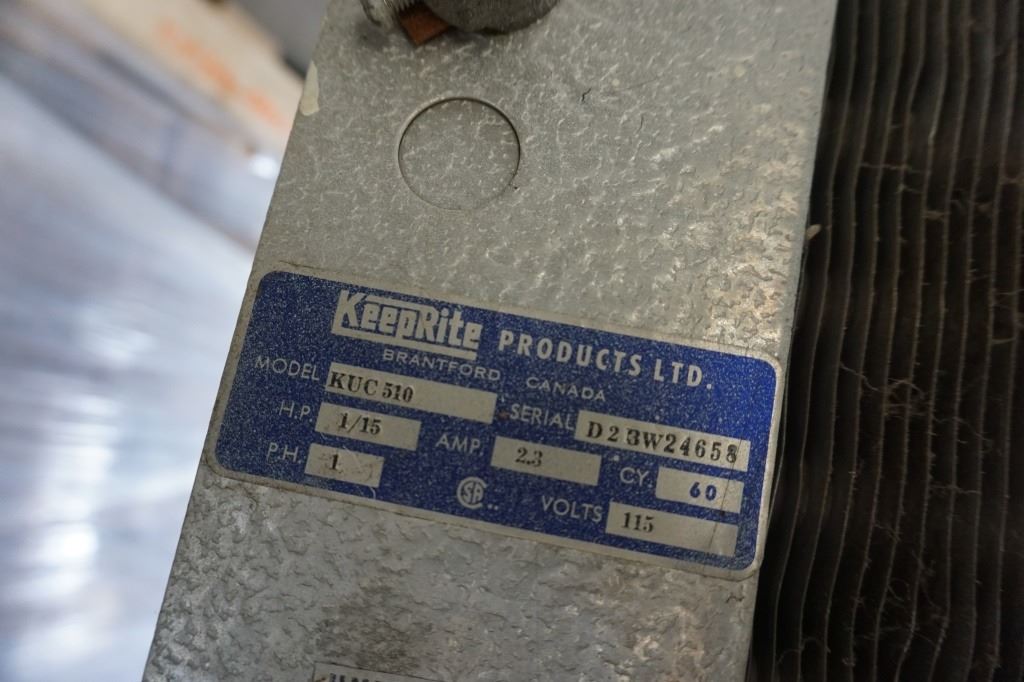 KeepRite PRODUCTS LTD.
BRANTFORD CANADA
MODEL KUC 510 SERIAL D23W24658
H.P. 1/15 AMP. 2.3 CY. 60
P.H. 1 VOLTS 115